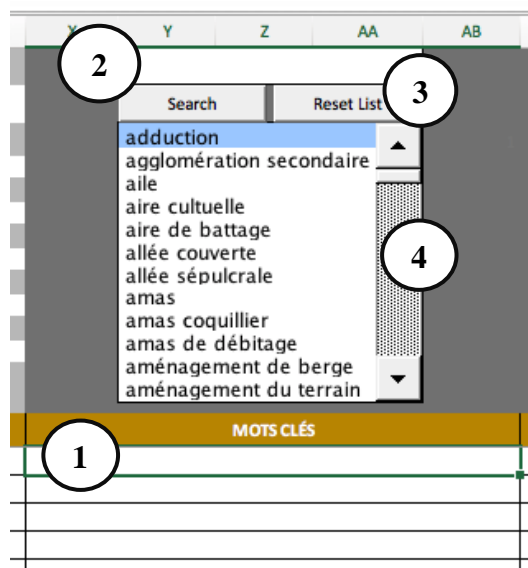 X Y Z AA AB
2
3
Search Reset List
adduction
agglomération secondaire
aile
aire cultuelle
aire de battage
allée couverte
allée sépulcrale
4
amas
amas coquillier
amas de débitage
aménagement de berge
aménagement du terrain
MOTS CLÉS
1